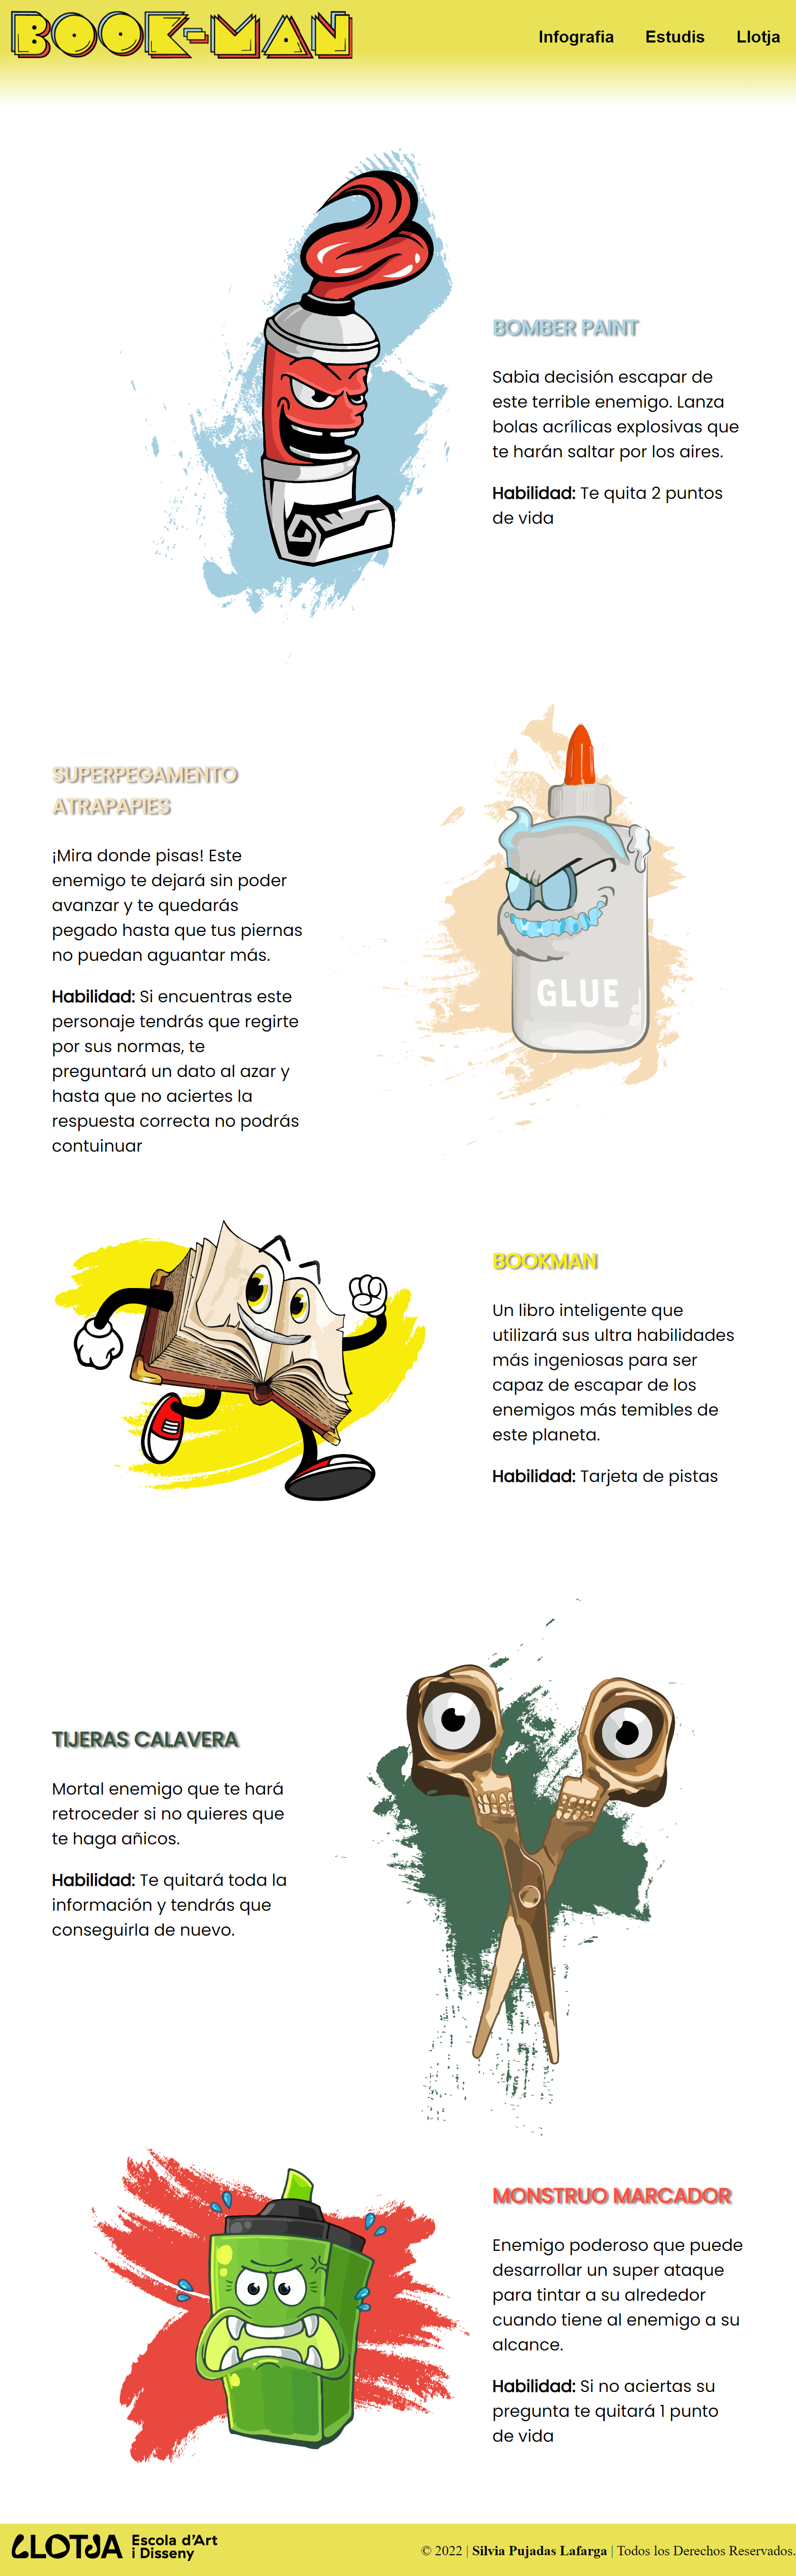 BOOK-MAN
Infografia Estudis Llotja
BOMBER PAINT
Sabia decisión escapar de
este terrible enemigo. Lanza
bolas acrílicas explosivas que
te harán saltar por los aires.
Habilidad: Te quita 2 puntos
de vida
SUPERPEGAMENTO
ATRAPAPIES
¡Mira donde pisas! Este
enemigo te dejará sin poder
avanzar y te quedarás
pegado hasta que tus piernas
no puedan aguantar más.
Habilidad: Si encuentras este
personaje tendrás que regirte
por sus normas, te
preguntará un dato al azar y
hasta que no aciertes la
respuesta correcta no podrás
contuinuar
GLUE
BOOKMAN
Un libro inteligente que
utilizará sus ultra habilidades
más ingeniosas para ser
capaz de escapar de los
enemigos más temibles de
este planeta.
Habilidad: Tarjeta de pistas
TIJERAS CALAVERA
Mortal enemigo que te hará
retroceder si no quieres que
te haga añicos.
Habilidad: Te quitará toda la
información y tendrás que
conseguirla de nuevo.
MONSTRUO MARCADOR
Enemigo poderoso que puede
desarrollar un super ataque
para tintar a su alrededor
cuando tiene al enemigo a su
alcance.
Habilidad: Si no aciertas su
pregunta te quitará 1 punto
de vida
LLOTJA Escola d'Art
i Disseny
© 2022 | Silvia Pujadas Lafarga | Todos los Derechos Reservados.